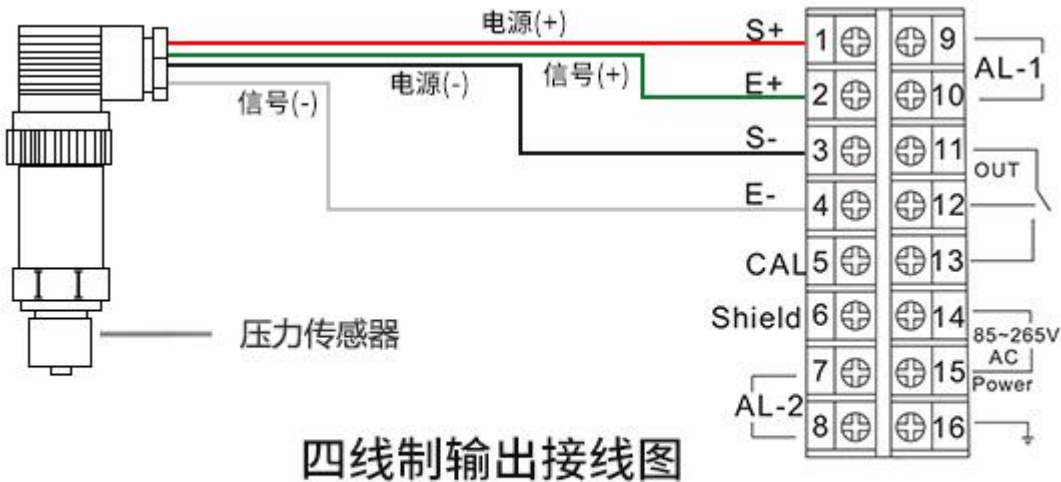 电源(+)
S+
1
9
AL-1
信号(+)
E+
2
10
电源(-)
S-
3
11
OUT
信号(-)
E-
4
12
CAL
5
13
Shield
6
14
85~265V
AC
Power
压力传感器
7
15
AL-2
8
16
四线制输出接线图